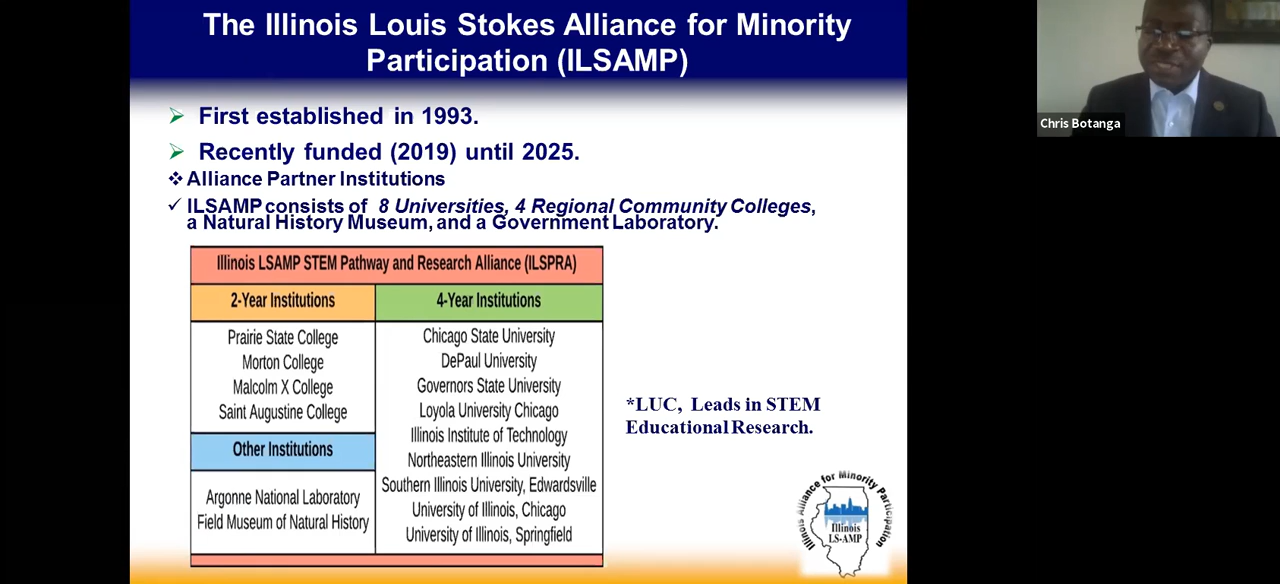 The Illinois Louis Stokes Alliance for Minority
Participation (ILSAMP)
First established in 1993.
Recently funded (2019) until 2025.
Alliance Partner Institutions
ILSAMP consists of 8 Universities, 4 Regional Community Colleges,
a Natural History Museum, and a Government Laboratory.
Illinois LSAMP STEM Pathway and Research Alliance (ILSPRA)
2-Year Institutions
Prairie State College
Morton College
Malcolm X College
Saint Augustine College
Other Institutions
Argonne National Laboratory
Field Museum of Natural History
4-Year Institutions
Chicago State University
DePaul University
Governors State University
Loyola University Chicago
Illinois Institute of Technology
Northeastern Illinois University
Southern Illinois University, Edwardsville
University of Illinois, Chicago
University of Illinois, Springfield
*LUC, Leads in STEM
Educational Research.
Illinois Alliance for Minority Participation
Illinois
LS-AMP
Chris Botanga